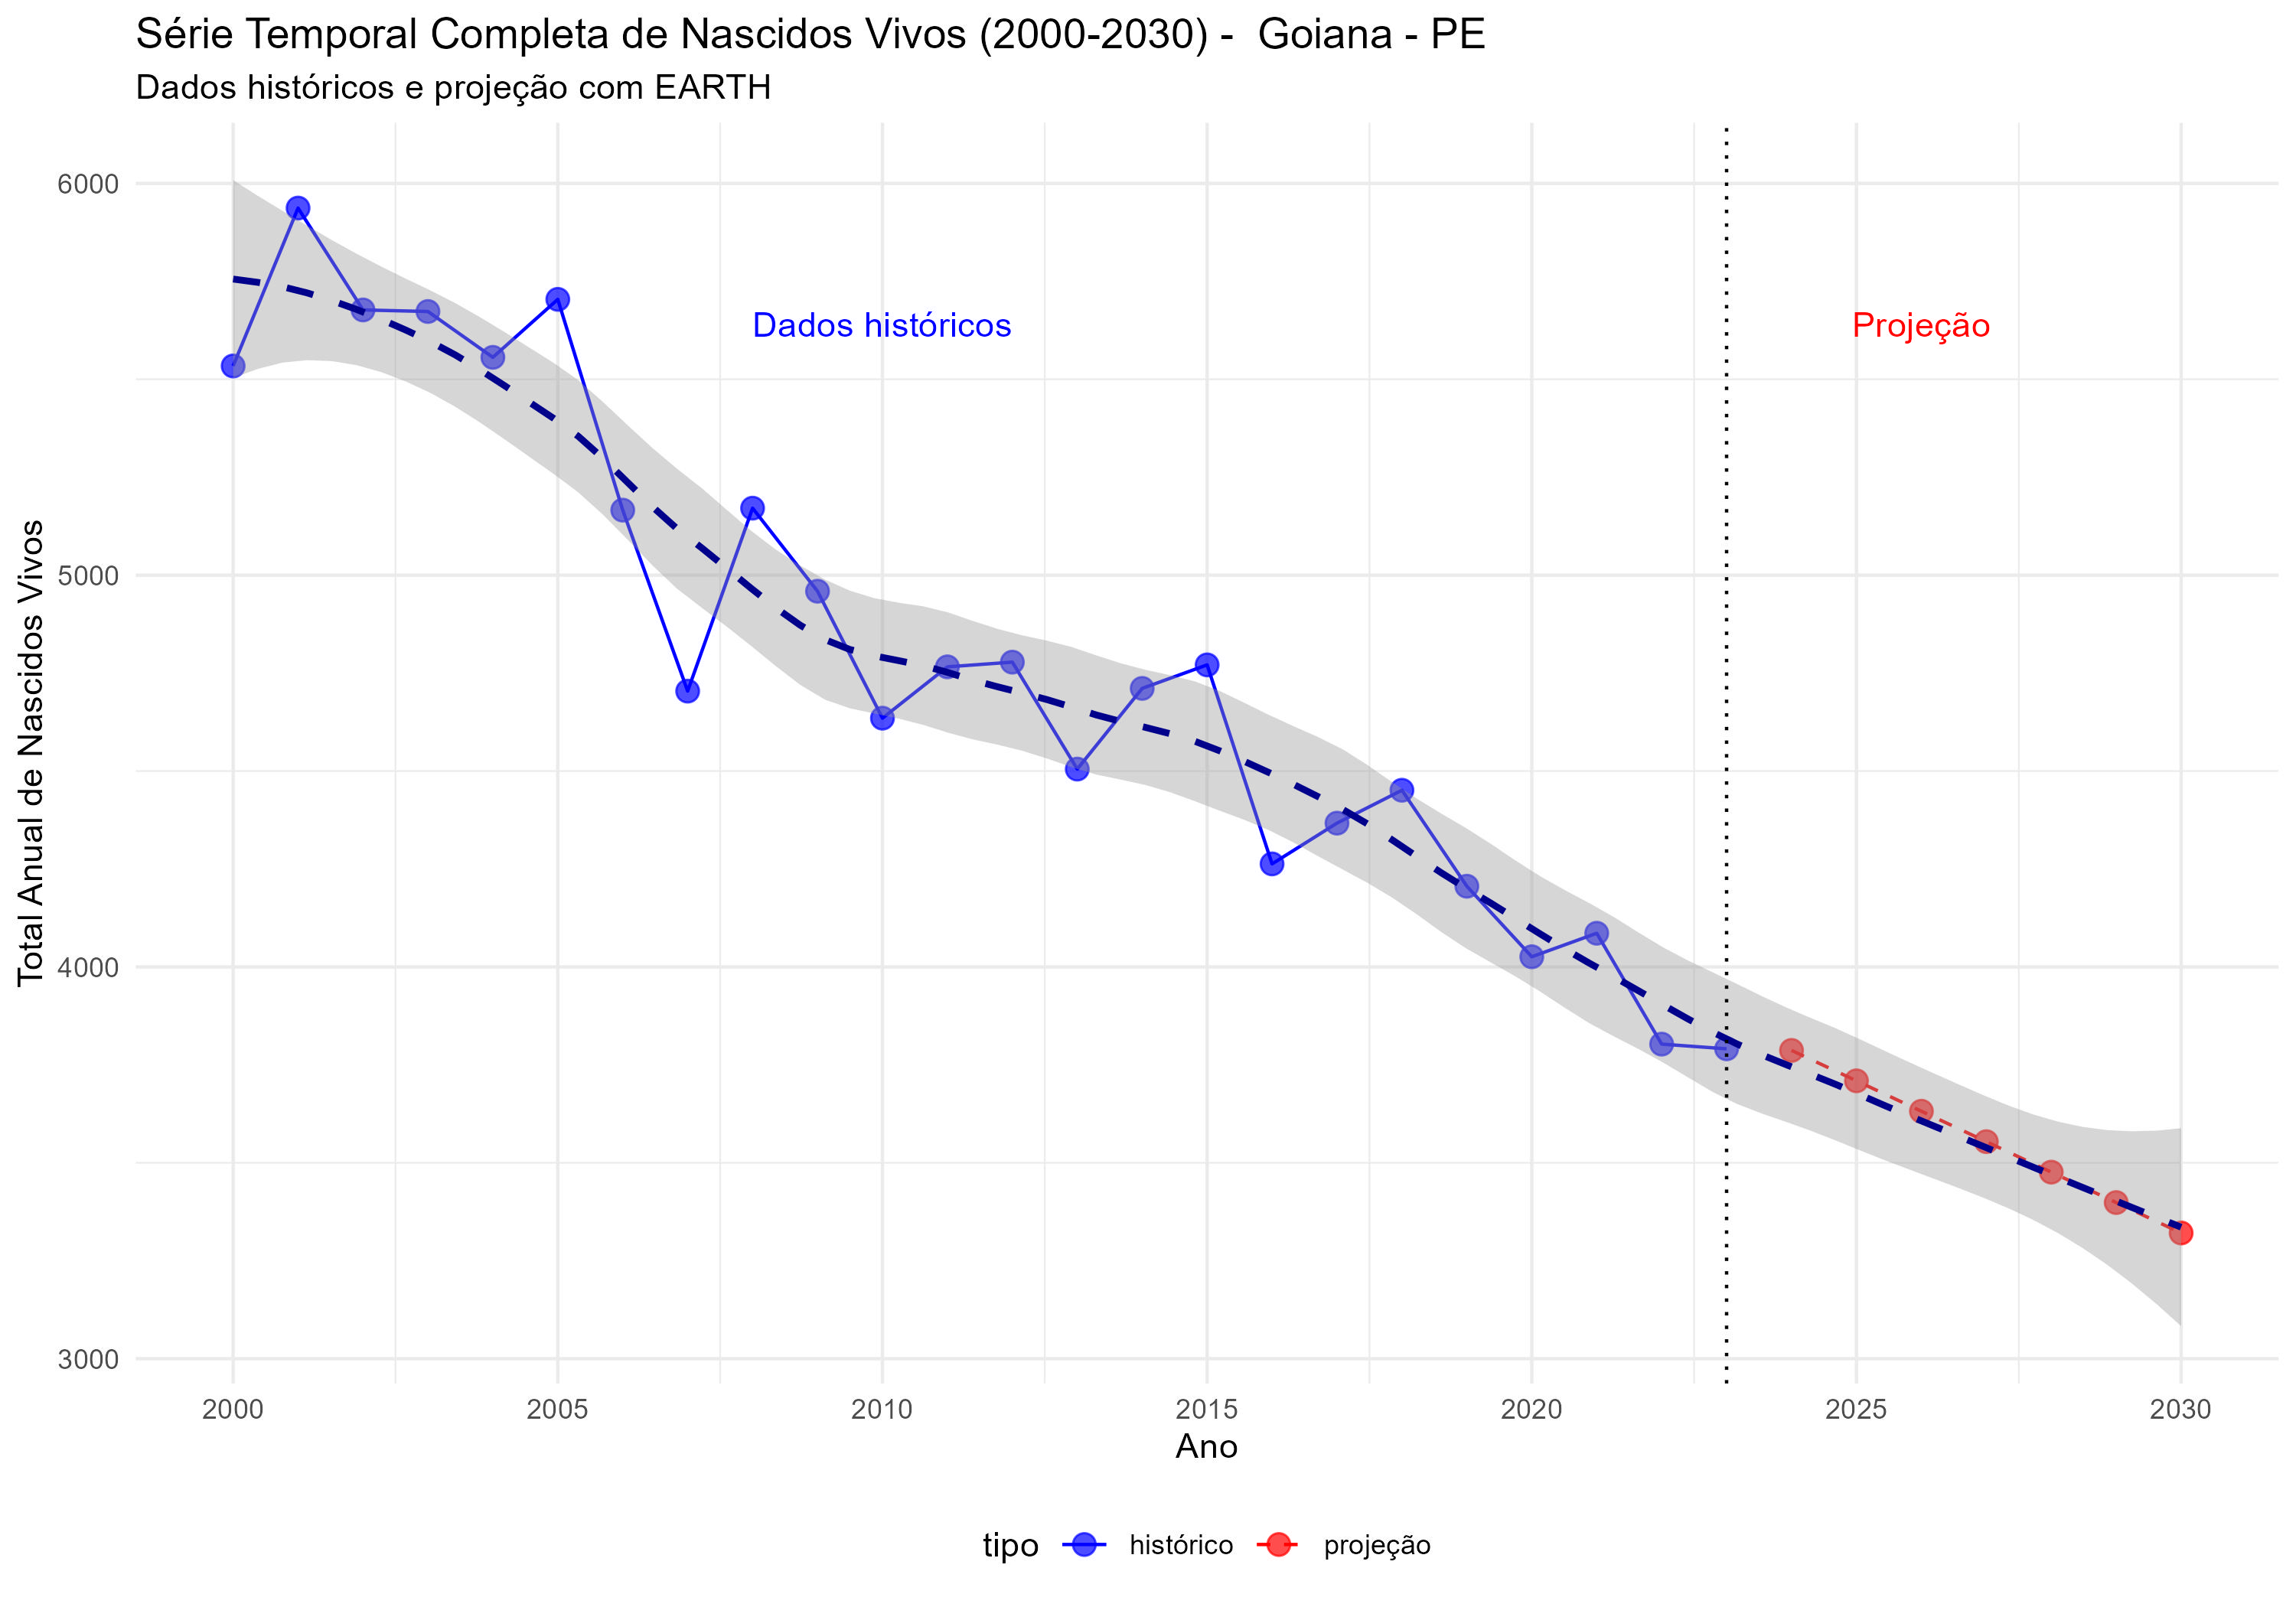 Série Temporal Completa de Nascidos Vivos (2000-2030) -  Goiana - PE
Dados históricos e projeção com EARTH
Total Anual de Nascidos Vivos
6000
5000
4000
3000
Dados históricos
Projeção
2000
2005
2010
2015
2020
2025
2030
Ano
tipo
histórico
projeção